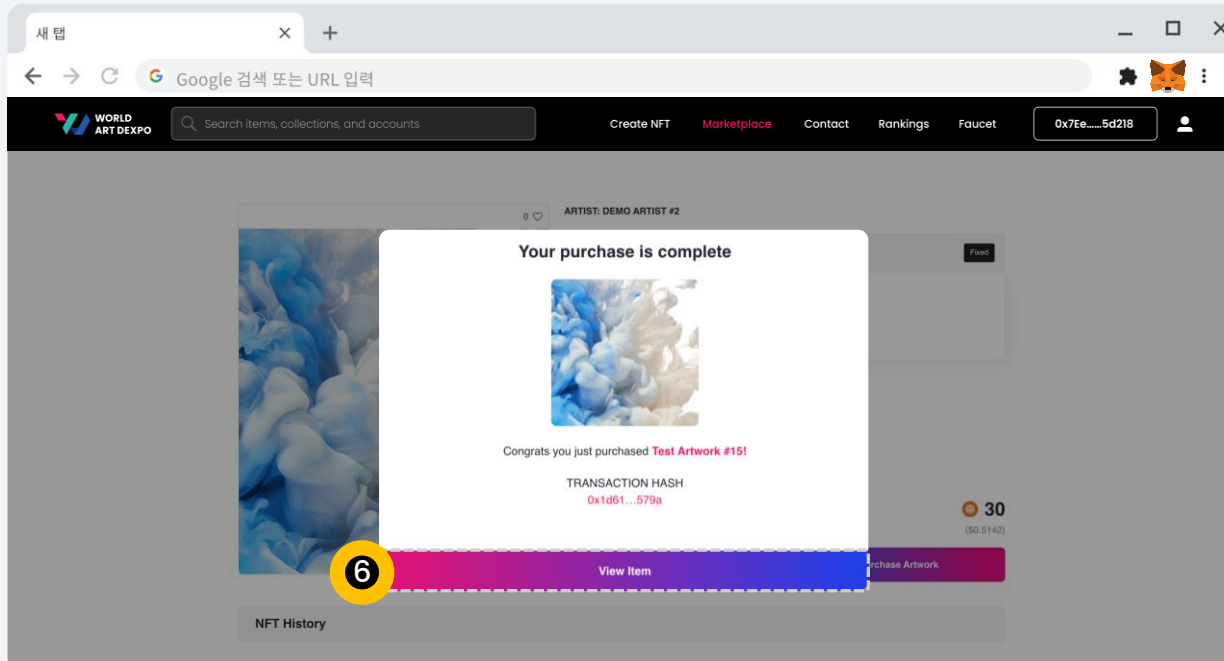 새 탭
Google 검색 또는 URL 입력
WORLD
ART DEXPO
Search items, collections, and accounts
Create NFT
Marketplace
Contact
Rankings
Faucet
0x7Ee......5d218
0
ARTIST: DEMO ARTIST #2
Fixed
Your purchase is complete
Congrats you just purchased Test Artwork #15!
TRANSACTION HASH
0x1d61...579a
30
($0.5142)
6
View Item
rchase Artwork
NFT History